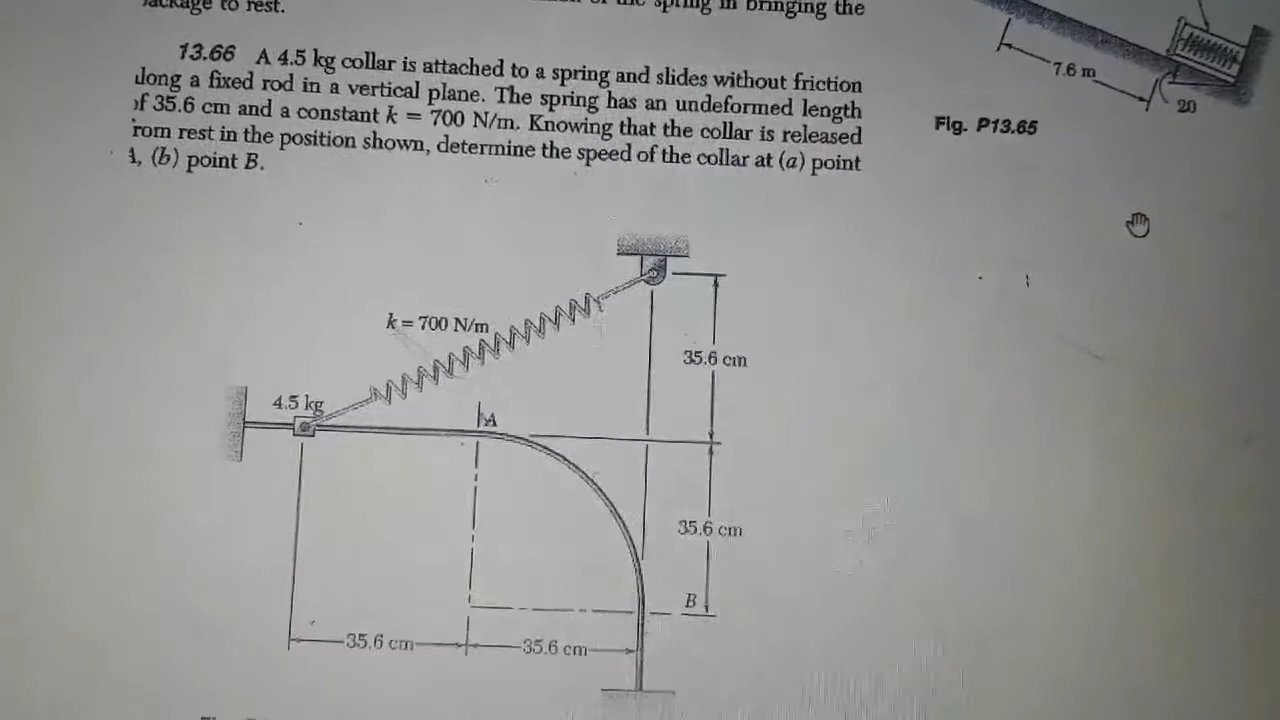 to rest.
spring in bringing the
13.66 A 4.5 kg collar is attached to a spring and slides without friction
long a fixed rod in a vertical plane. The spring has an undeformed length
of 35.6 cm and a constant k = 700 N/m. Knowing that the collar is released
rom rest in the position shown, determine the speed of the collar at (a) point
A, (b) point B.
7.6 m
20
Fig. P13.65
k = 700 N/m
35.6 cm
4.5 kg
A
35.6 cm
B
35.6 cm
35.6 cm